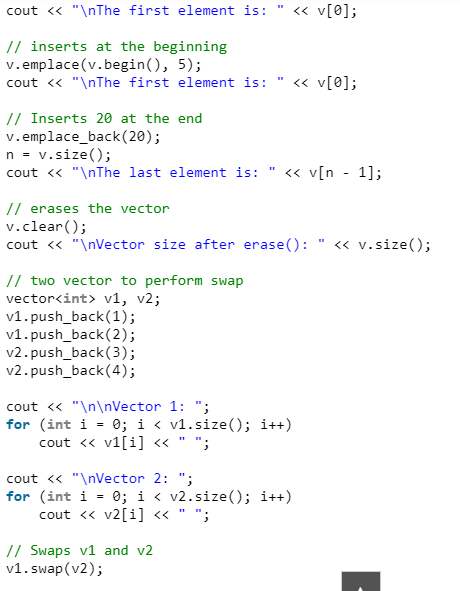 cout << "\nThe first element is: " << v[0];

// inserts at the beginning
v.emplace(v.begin(), 5);
cout << "\nThe first element is: " << v[0];

// Inserts 20 at the end
v.emplace_back(20);
n = v.size();
cout << "\nThe last element is: " << v[n - 1];

// erases the vector
v.clear();
cout << "\nVector size after erase(): " << v.size();

// two vector to perform swap
vector<int> v1, v2;
v1.push_back(1);
v1.push_back(2);
v2.push_back(3);
v2.push_back(4);

cout << "\n\nVector 1: ";
for (int i = 0; i < v1.size(); i++)
    cout << v1[i] << " ";

cout << "\nVector 2: ";
for (int i = 0; i < v2.size(); i++)
    cout << v2[i] << " ";

// Swaps v1 and v2
v1.swap(v2);